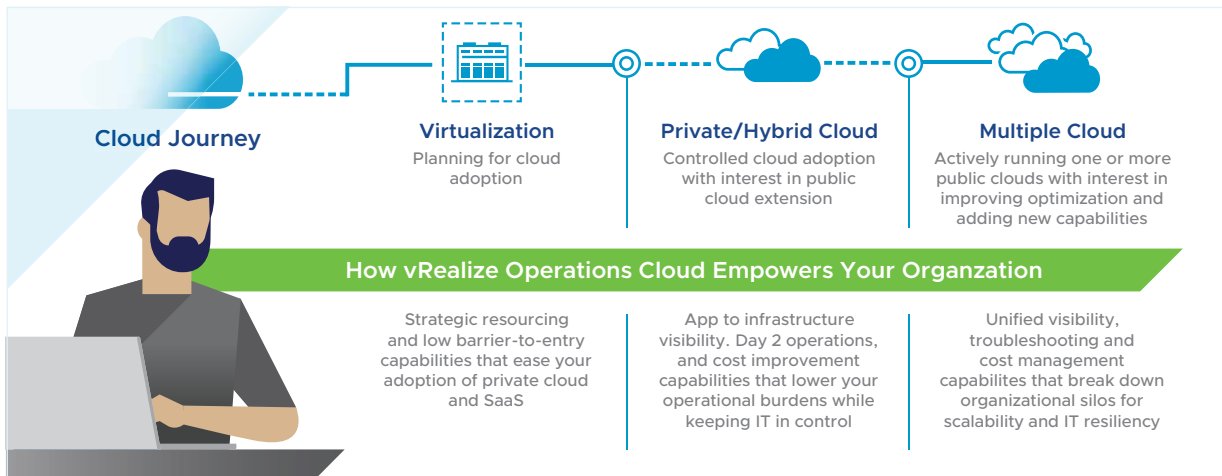 Cloud Journey
Virtualization
Planning for cloud
adoption
Private/Hybrid Cloud
Controlled cloud adoption
with interest in public
cloud extension
Multiple Cloud
Actively running one or more
public clouds with interest in
improving optimization and
adding new capabilities
How vRealize Operations Cloud Empowers Your Organzation
Strategic resourcing
and low barrier-to-entry
capabilities that ease your
adoption of private cloud
and SaaS
App to infrastructure
visibility. Day 2 operations,
and cost improvement
capabilities that lower your
operational burdens while
keeping IT in control
Unified visibility,
troubleshooting and
cost management
capabilites that break down
organizational silos for
scalability and IT resiliency